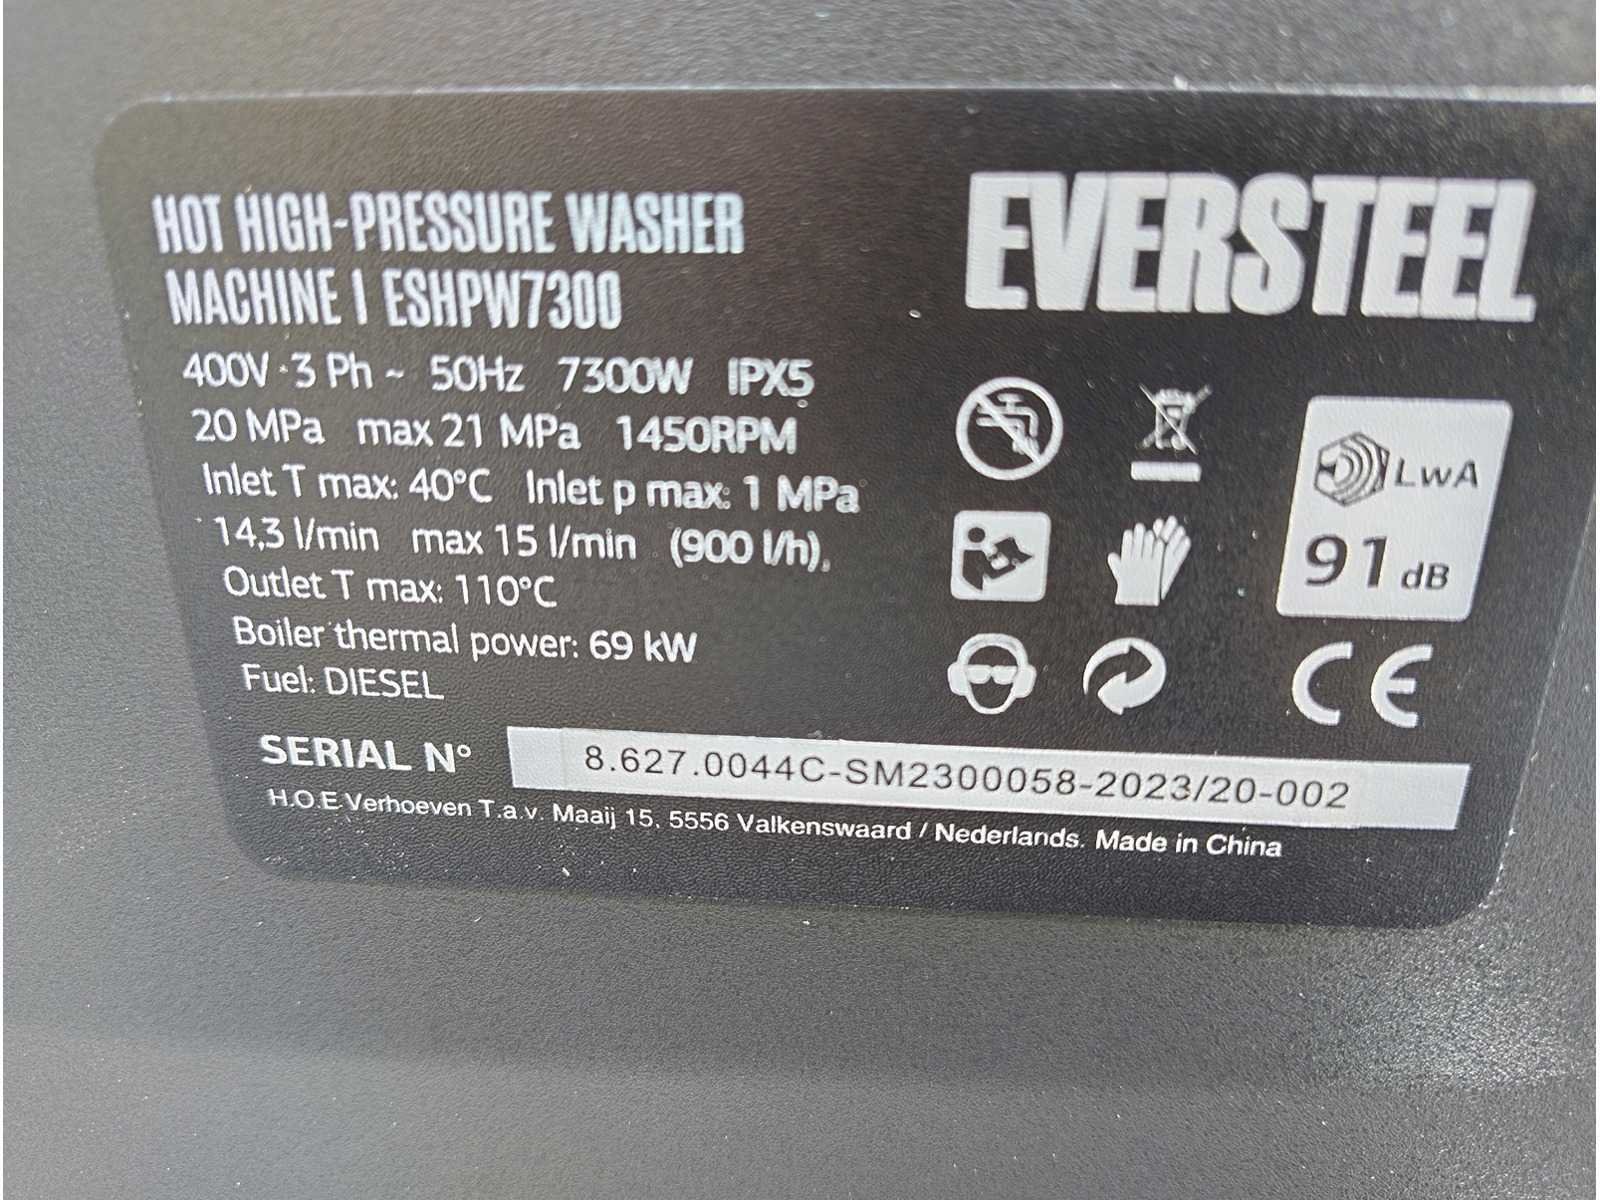 HOT HIGH-PRESSURE WASHER
MACHINE | ESHPW7300
EVERSTEEL
400V ·3 Ph ~ 50Hz 7300W IPX5
20 MPa max 21 MPa 1450RPM
Inlet T max: 40°C Inlet p max: 1 MPa
14,3 l/min max 15 l/min (900 l/h).
Outlet T max: 110°C
Boiler thermal power: 69 kW
Fuel: DIESEL
LwA
91 dB
CE
SERIAL N° 8.627.0044C-SM2300058-2023/20-002
H.O.E Verhoeven T.a.v. Maaij 15, 5556 Valkenswaard / Nederlands. Made in China